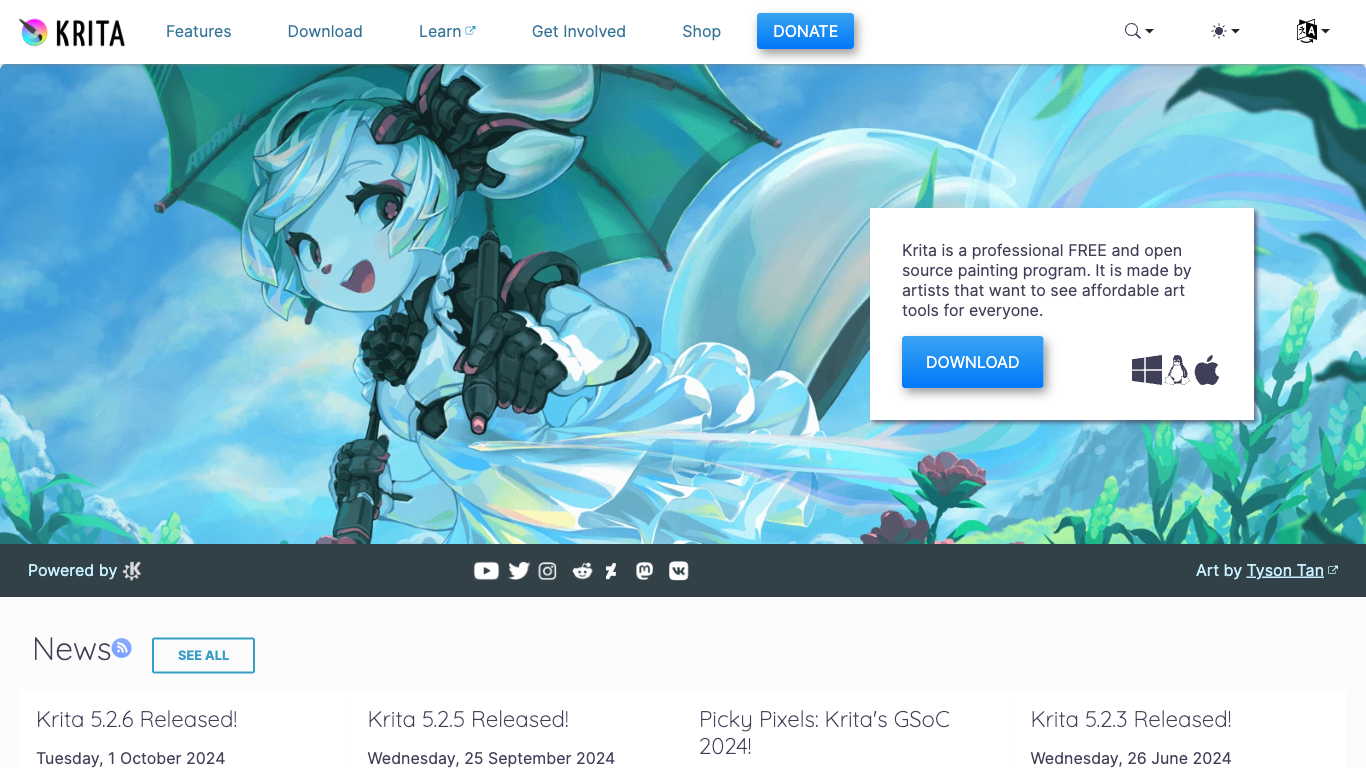 KRITA
Features
Download
Learn
Get Involved
Shop
DONATE
KRITA
Krita is a professional FREE and open
source painting program. It is made by
artists that want to see affordable art
tools for everyone.
DOWNLOAD
Powered by
Art by Tyson Tan
News
SEE ALL
Krita 5.2.6 Released!
Tuesday, 1 October 2024
Krita 5.2.5 Released!
Wednesday, 25 September 2024
Picky Pixels: Krita's GSoC
2024!
Krita 5.2.3 Released!
Wednesday, 26 June 2024